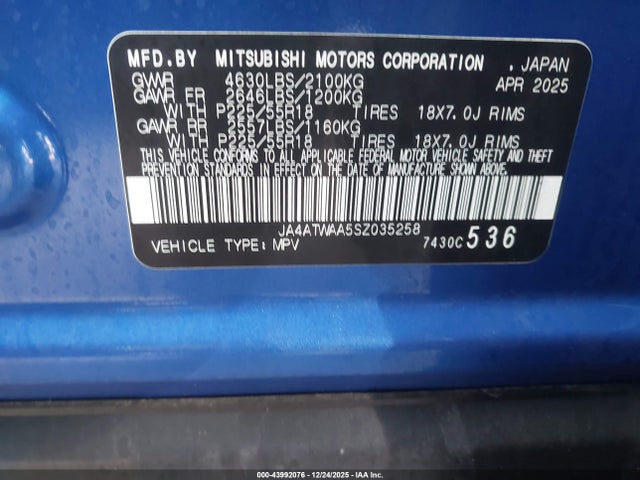 MFD.BY MITSUBISHI MOTORS CORPORATION . JAPAN
GVWR 4630LBS/2100KG APR 2025
GAWR FR 2646LBS/1200KG
WITH P225/55R18 TIRES 18X7.0J RIMS
GAWR RR 2557LBS/1160KG
WITH P225/55R18 TIRES 18X7.0J RIMS
THIS VEHICLE CONFORMS TO ALL APPLICABLE FEDERAL MOTOR VEHICLE SAFETY AND THEFT
PREVENTION STANDARDS IN EFFECT ON THE DATE OF MANUFACTURE SHOWN ABOVE.
JA4ATWAA5SZ035258
VEHICLE TYPE: MPV 7430C 536
000-43992076 - 12/24/2025 - IAA Inc.